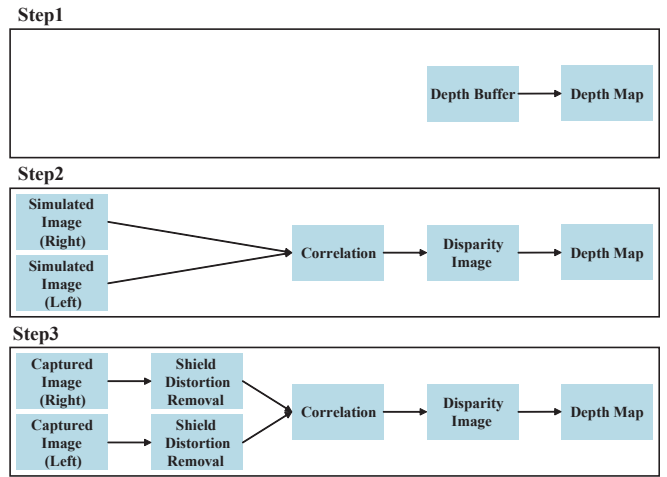 Step1
Depth Buffer
Depth Map
Step2
Simulated
Image
(Right)
Simulated
Image
(Left)
Correlation
Disparity
Image
Depth Map
Step3
Captured
Image
(Right)
Shield
Distortion
Removal
Captured
Image
(Left)
Shield
Distortion
Removal
Correlation
Disparity
Image
Depth Map